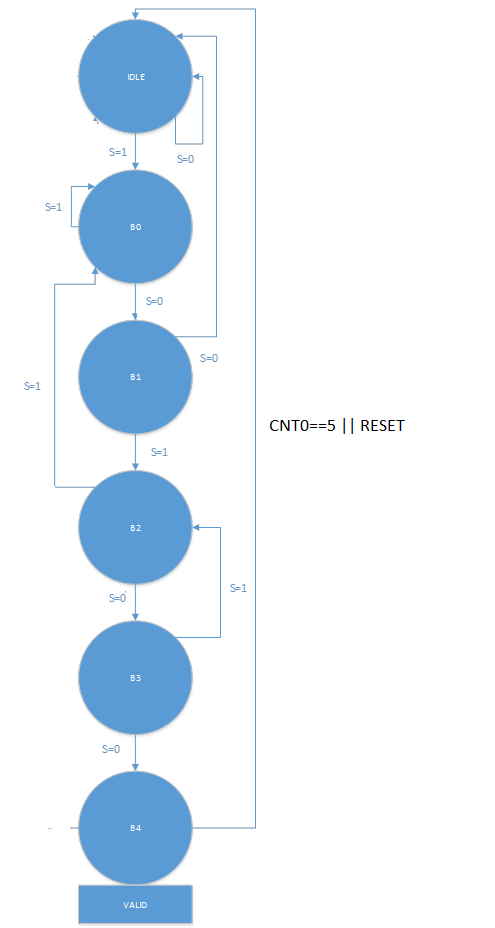 IDLE
S=1
S=0
S=1
B0
S=0
S=0
B1
S=1
CNT0==5 || RESET
S=1
B2
S=0
S=1
B3
S=0
B4
VALID